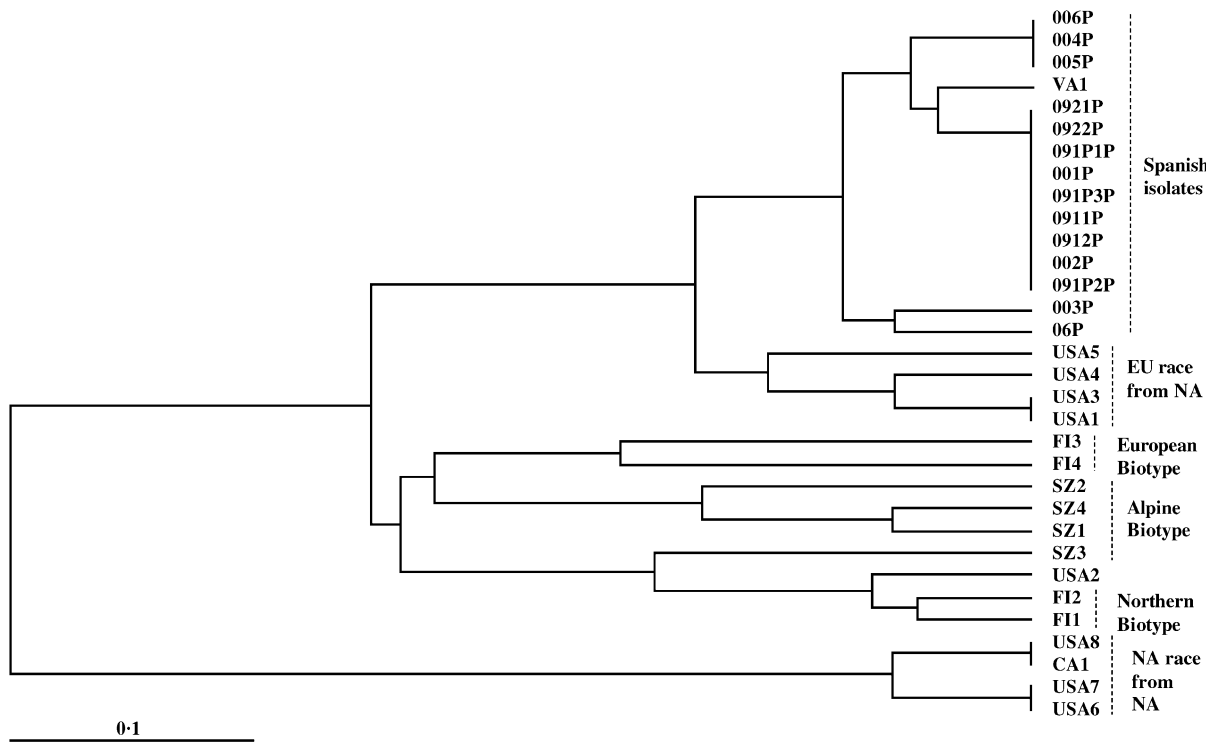 006P
004P
005P
VA1
0921P
0922P
091P1P
001P
091P3P
0911P
0912P
002P
091P2P
003P
06P
Spanish
isolates
USA5
USA4
USA3
USA1
EU race
from NA
FI3
FI4
European
Biotype
SZ2
SZ4
SZ1
SZ3
Alpine
Biotype
USA2
FI2
FI1
Northern
Biotype
USA8
CA1
USA7
USA6
NA race
from
NA
0·1